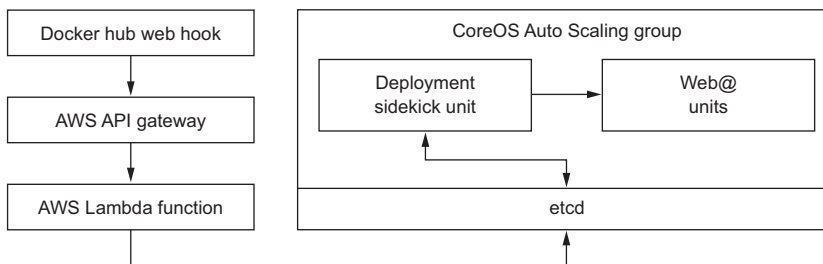 Docker hub web hook
AWS API gateway
AWS Lambda function
CoreOS Auto Scaling group
Deployment
sidekick unit
Web@
units
etcd